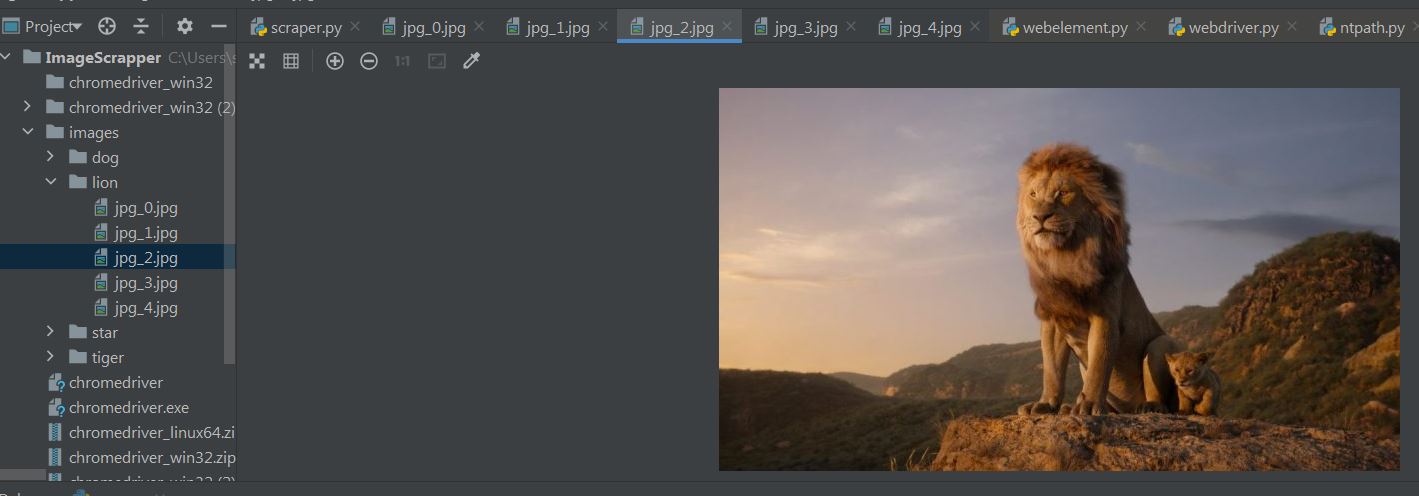 Project
scraper.py
jpg_0.jpg
jpg_1.jpg
jpg_2.jpg
jpg_3.jpg
jpg_4.jpg
webelement.py
webdriver.py
ntpath.py
1:1
ImageScrapper C:\Users\s
chromedriver_win32
chromedriver_win32 (2)
images
dog
lion
jpg_0.jpg
jpg_1.jpg
jpg_2.jpg
jpg_3.jpg
jpg_4.jpg
star
tiger
chromedriver
chromedriver.exe
chromedriver_linux64.zi
chromedriver_win32.zip